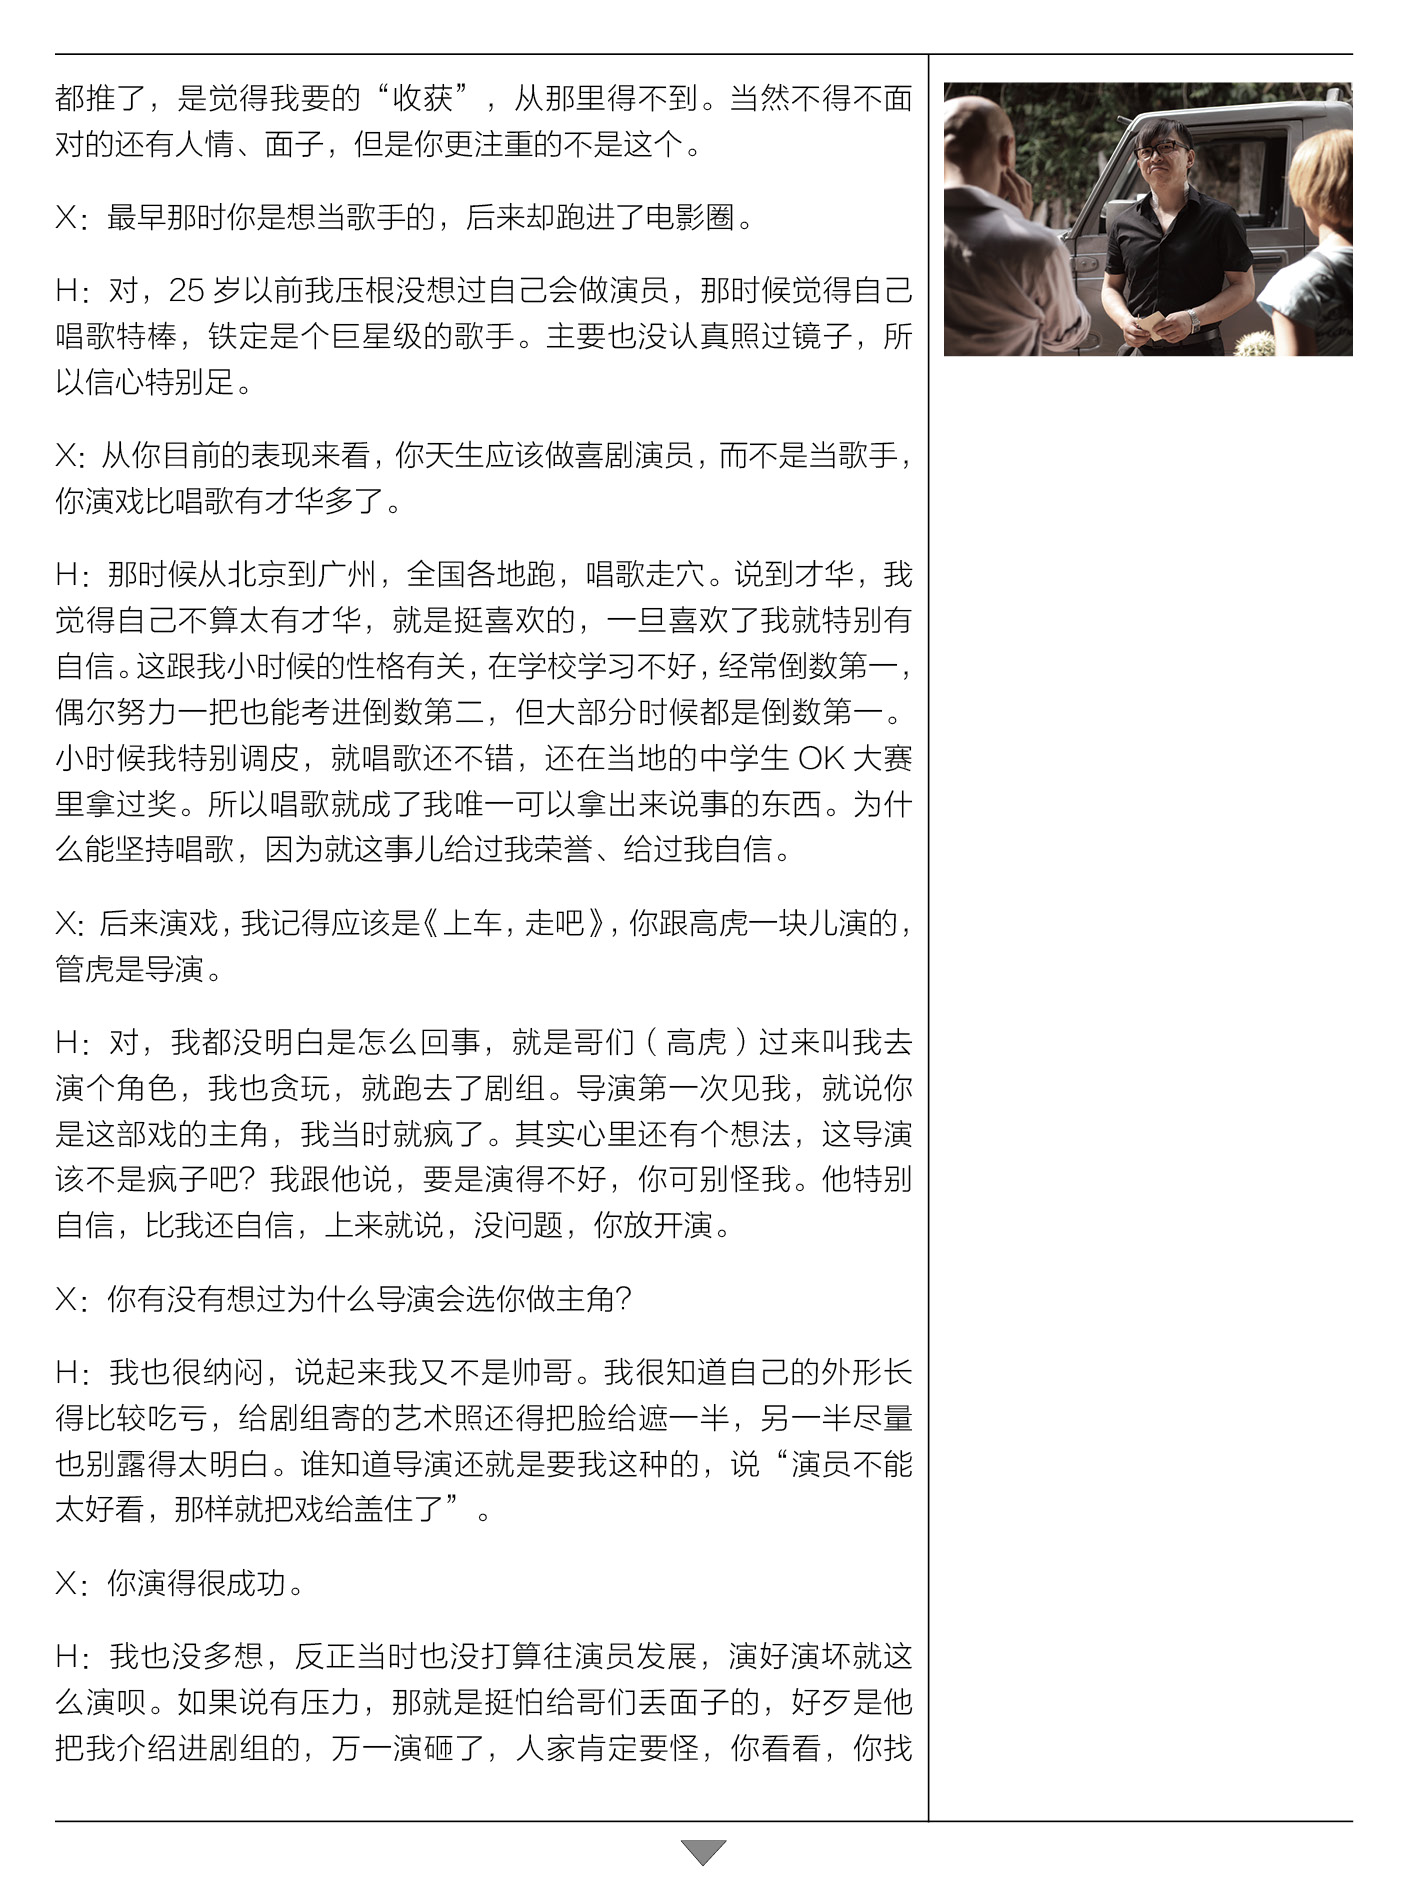 都推了，是觉得我要的“收获”，从那里得不到。当然不得不面
对的还有人情、面子，但是你更注重的不是这个。
X：最早那时你是想当歌手的，后来却跑进了电影圈。
H：对，25 岁以前我压根没想过自己会做演员，那时候觉得自己
唱歌特棒，铁定是个巨星级的歌手。主要也没认真照过镜子，所
以信心特别足。
X：从你目前的表现来看，你天生应该做喜剧演员，而不是当歌手，
你演戏比唱歌有才华多了。
H：那时候从北京到广州，全国各地跑，唱歌走穴。说到才华，我
觉得自己不算太有才华，就是挺喜欢的，一旦喜欢了我就特别有
自信。这跟我小时候的性格有关，在学校学习不好，经常倒数第一，
偶尔努力一把也能考进倒数第二，但大部分时候都是倒数第一。
小时候我特别调皮，就唱歌还不错，还在当地的中学生 OK 大赛
里拿过奖。所以唱歌就成了我唯一可以拿出来说事的东西。为什
么能坚持唱歌，因为就这事儿给过我荣誉、给过我自信。
X：后来演戏，我记得应该是《上车，走吧》，你跟高虎一块儿演的，
管虎是导演。
H：对，我都没明白是怎么回事，就是哥们（高虎）过来叫我去
演个角色，我也贪玩，就跑去了剧组。导演第一次见我，就说你
是这部戏的主角，我当时就疯了。其实心里还有个想法，这导演
该不是疯子吧？我跟他说，要是演得不好，你可别怪我。他特别
自信，比我还自信，上来就说，没问题，你放开演。
X：你有没有想过为什么导演会选你做主角？
H：我也很纳闷，说起来我又不是帅哥。我很知道自己的外形长
得比较吃亏，给剧组寄的艺术照还得把脸给遮一半，另一半尽量
也别露得太明白。谁知道导演还就是要我这种的，说“演员不能
太好看，那样就把戏给盖住了”。
X：你演得很成功。
H：我也没多想，反正当时也没打算往演员发展，演好演坏就这
么演呗。如果说有压力，那就是挺怕给哥们丢面子的，好歹是他
把我介绍进剧组的，万一演砸了，人家肯定要怪，你看看，你找